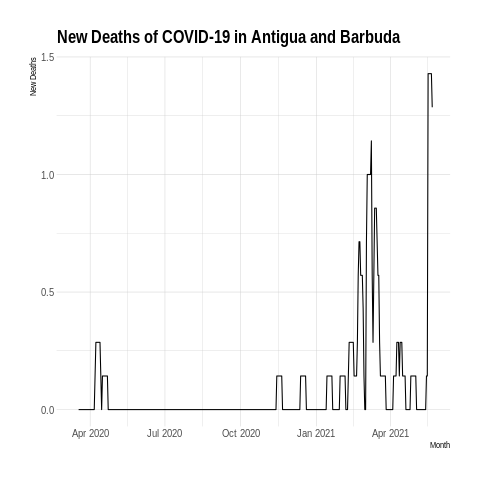 New Deaths of COVID-19 in Antigua and Barbuda
New Deaths
1.5
1.0
0.5
0.0
Apr 2020 Jul 2020 Oct 2020 Jan 2021 Apr 2021
Month